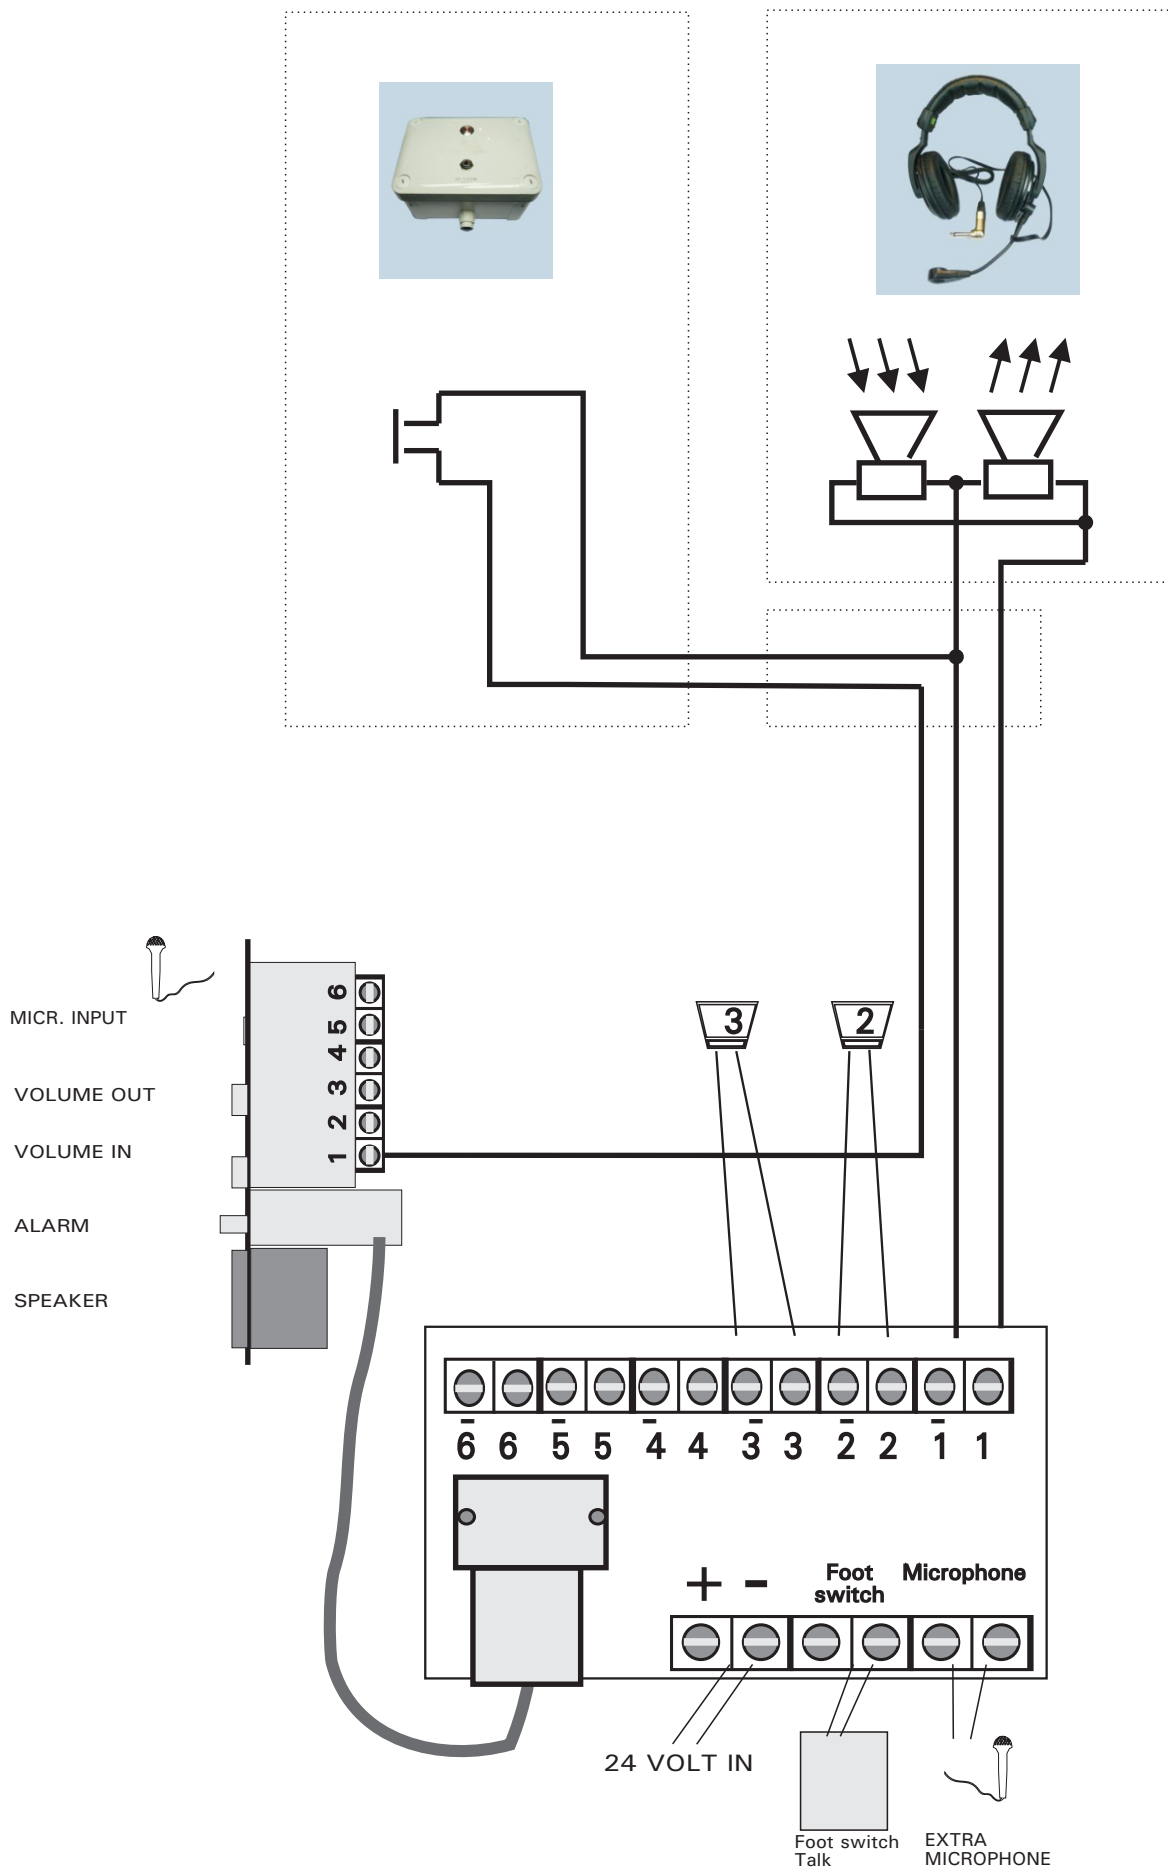 6
5
4
3
2
1
3
2
MICR. INPUT
VOLUME OUT
VOLUME IN
ALARM
SPEAKER
6 6 5 5 4 4 3 3 2 2 1 1
+ -
Foot
switch
Microphone
24 VOLT IN
Foot switch
Talk
EXTRA
MICROPHONE